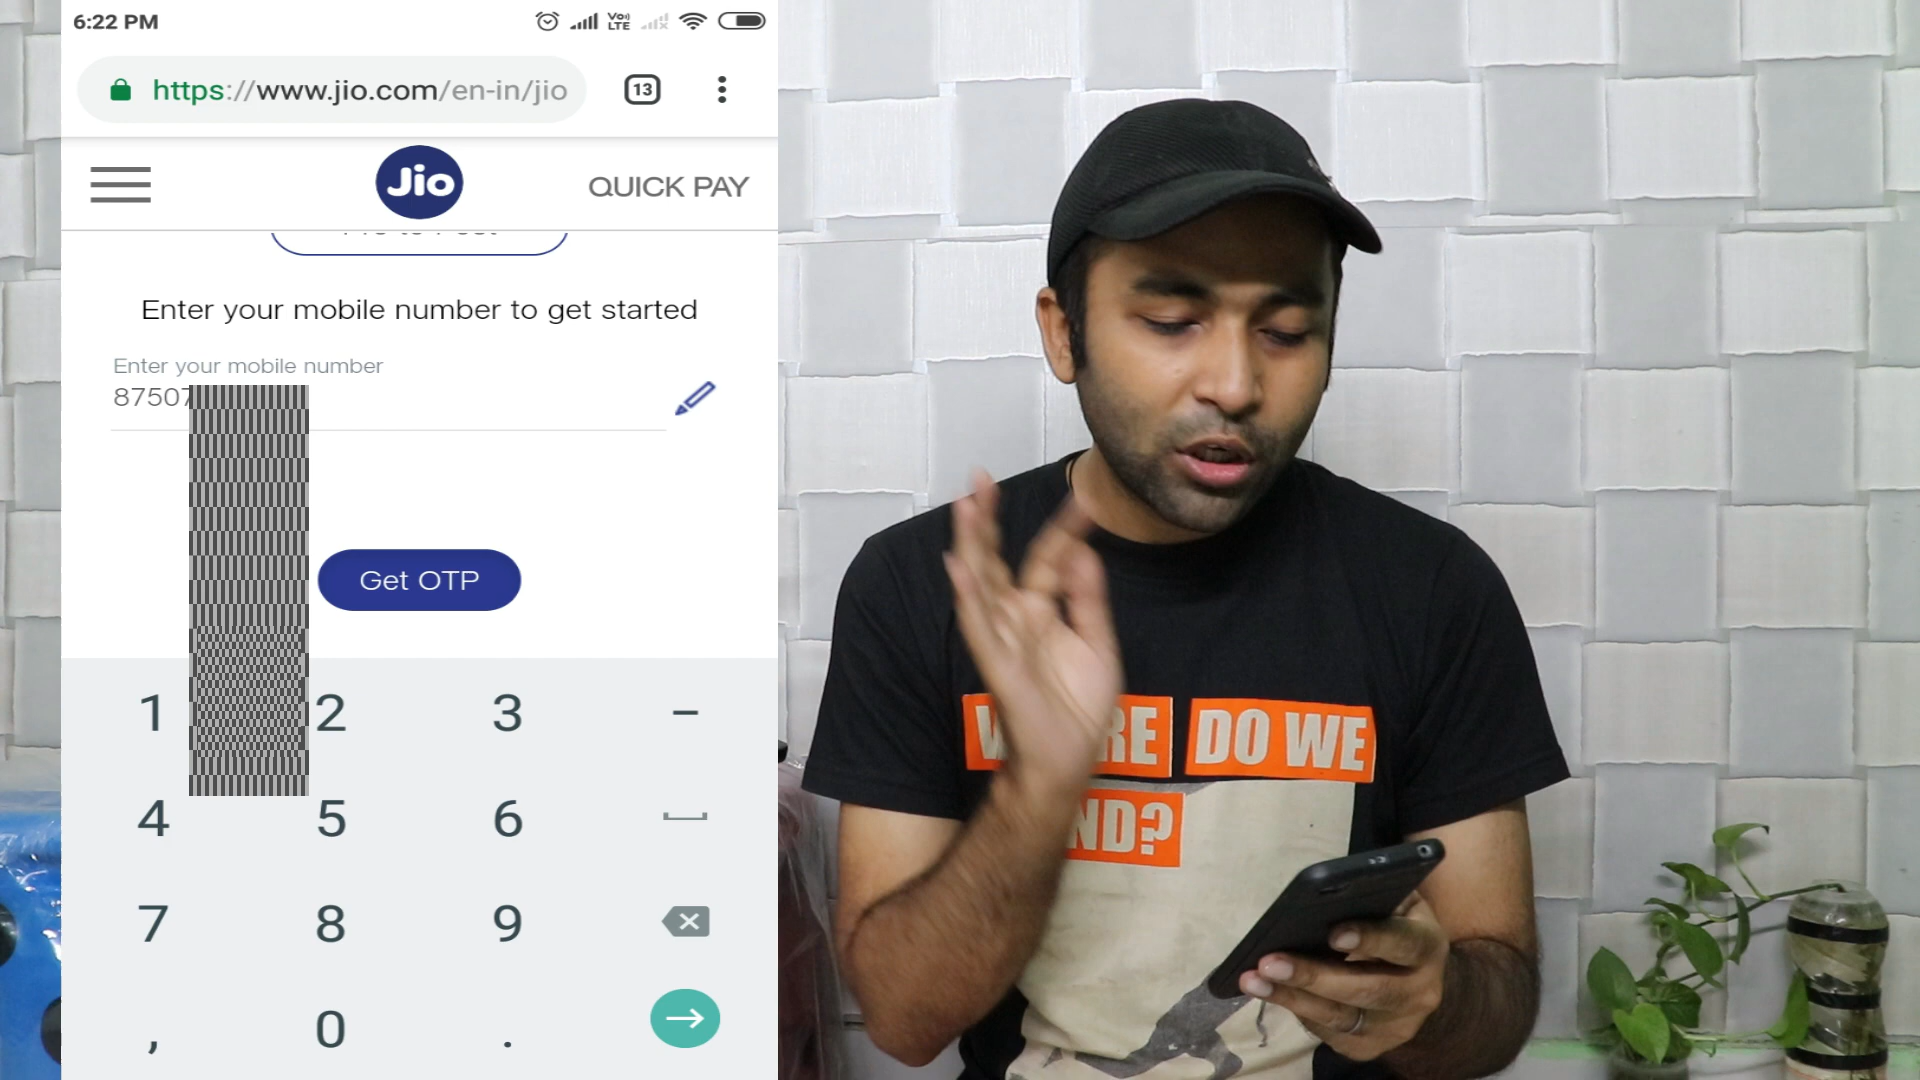 6:22 PM
Vo))
LTE
https://www.jio.com/en-in/jio
13
Jio
QUICK PAY
Enter your mobile number to get started
Enter your mobile number
87507
Get OTP
1 2 3 –
4 5 6
7 8 9
, 0 .
DO WE